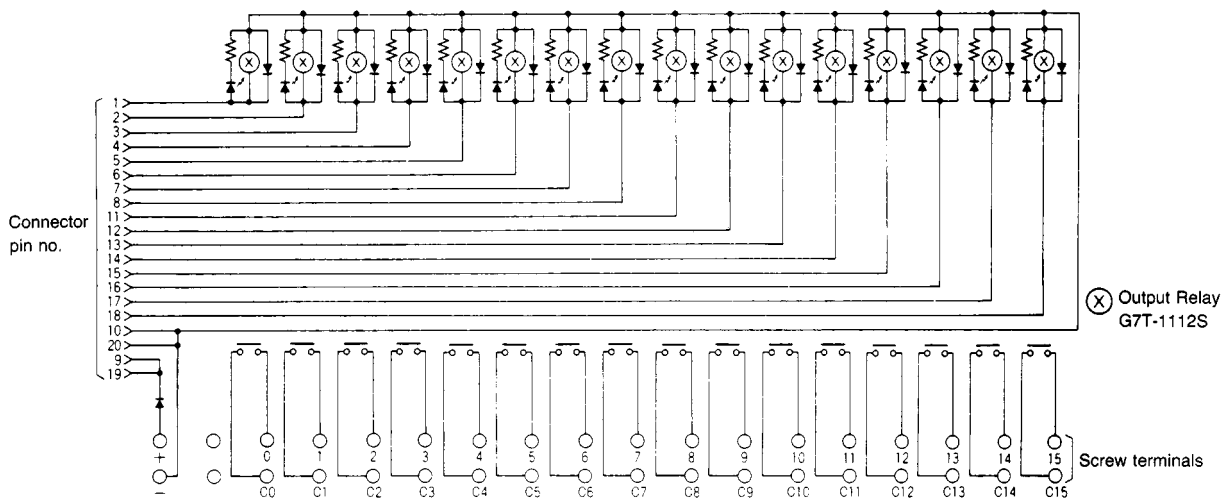 X X X X X X X X X X X X X X X X
1
2
3
4
5
6
7
8
11
12
13
14
15
16
17
18
10
20
9
19
Connector
pin no.
X Output Relay
G7T-1112S
+ 0 1 2 3 4 5 6 7 8 9 10 11 12 13 14 15
Screw terminals
− C0 C1 C2 C3 C4 C5 C6 C7 C8 C9 C10 C11 C12 C13 C14 C15